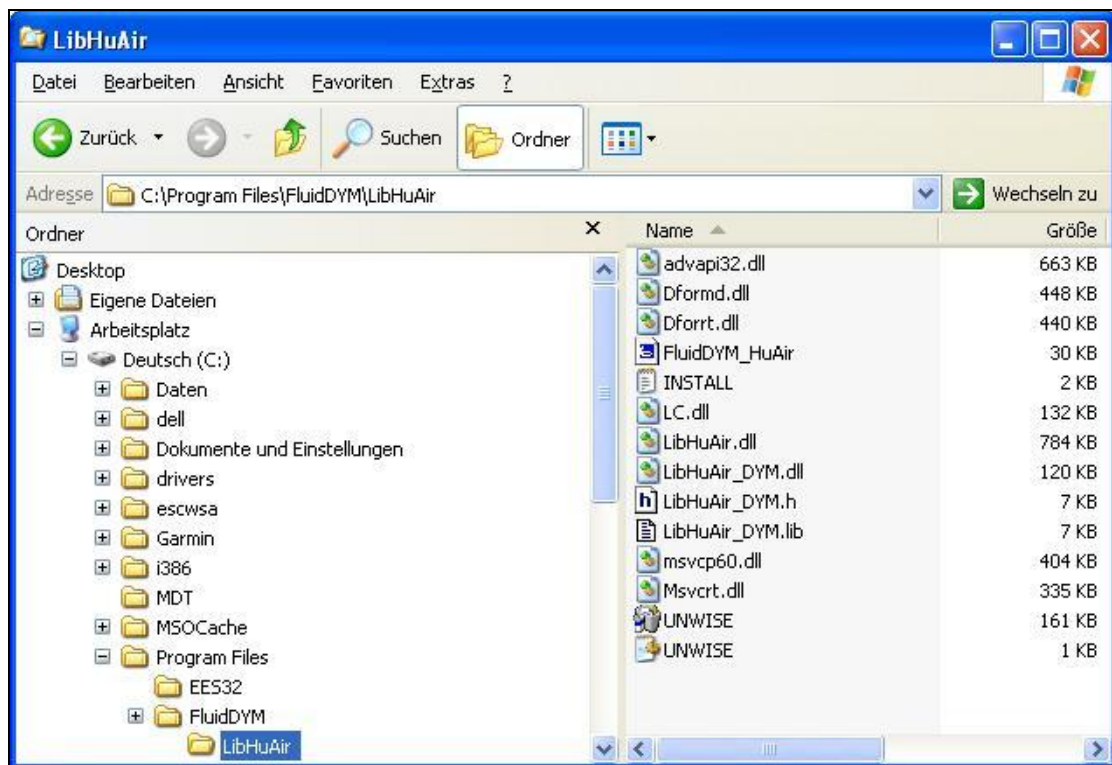 LibHuAir
Datei Bearbeiten Ansicht Favoriten Extras ?
Zurück Suchen Ordner
Adresse C:\Program Files\FluidDYM\LibHuAir Wechseln zu
Ordner
Desktop
Eigene Dateien
Arbeitsplatz
Deutsch (C:)
Daten
dell
Dokumente und Einstellungen
drivers
escwsa
Garmin
i386
MDT
MSOCache
Program Files
EES32
FluidDYM
LibHuAir
Name Größe
advapi32.dll 663 KB
Dformd.dll 448 KB
Dforrt.dll 440 KB
FluidDYM_HuAir 30 KB
INSTALL 2 KB
LC.dll 132 KB
LibHuAir.dll 784 KB
LibHuAir_DYM.dll 120 KB
LibHuAir_DYM.h 7 KB
LibHuAir_DYM.lib 7 KB
msvcp60.dll 404 KB
Msvcrt.dll 335 KB
UNWISE 161 KB
UNWISE 1 KB